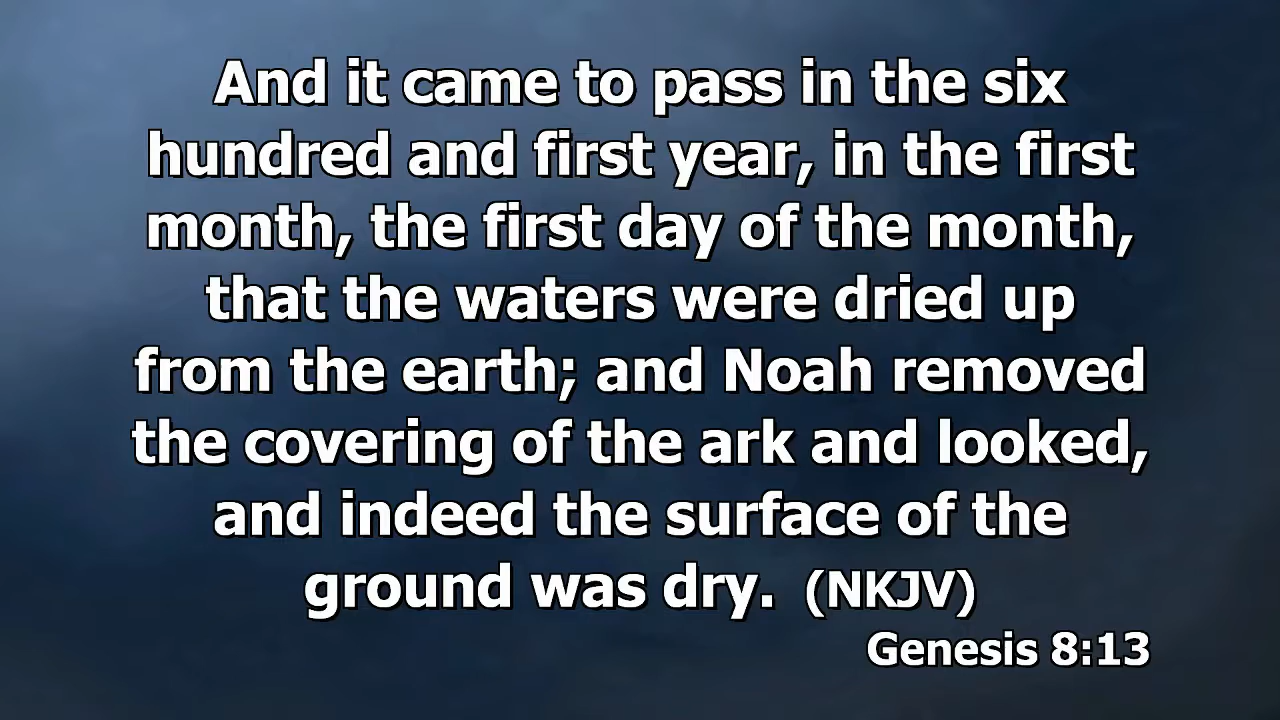 And it came to pass in the six
hundred and first year, in the first
month, the first day of the month,
that the waters were dried up
from the earth; and Noah removed
the covering of the ark and looked,
and indeed the surface of the
ground was dry. (NKJV)
Genesis 8:13